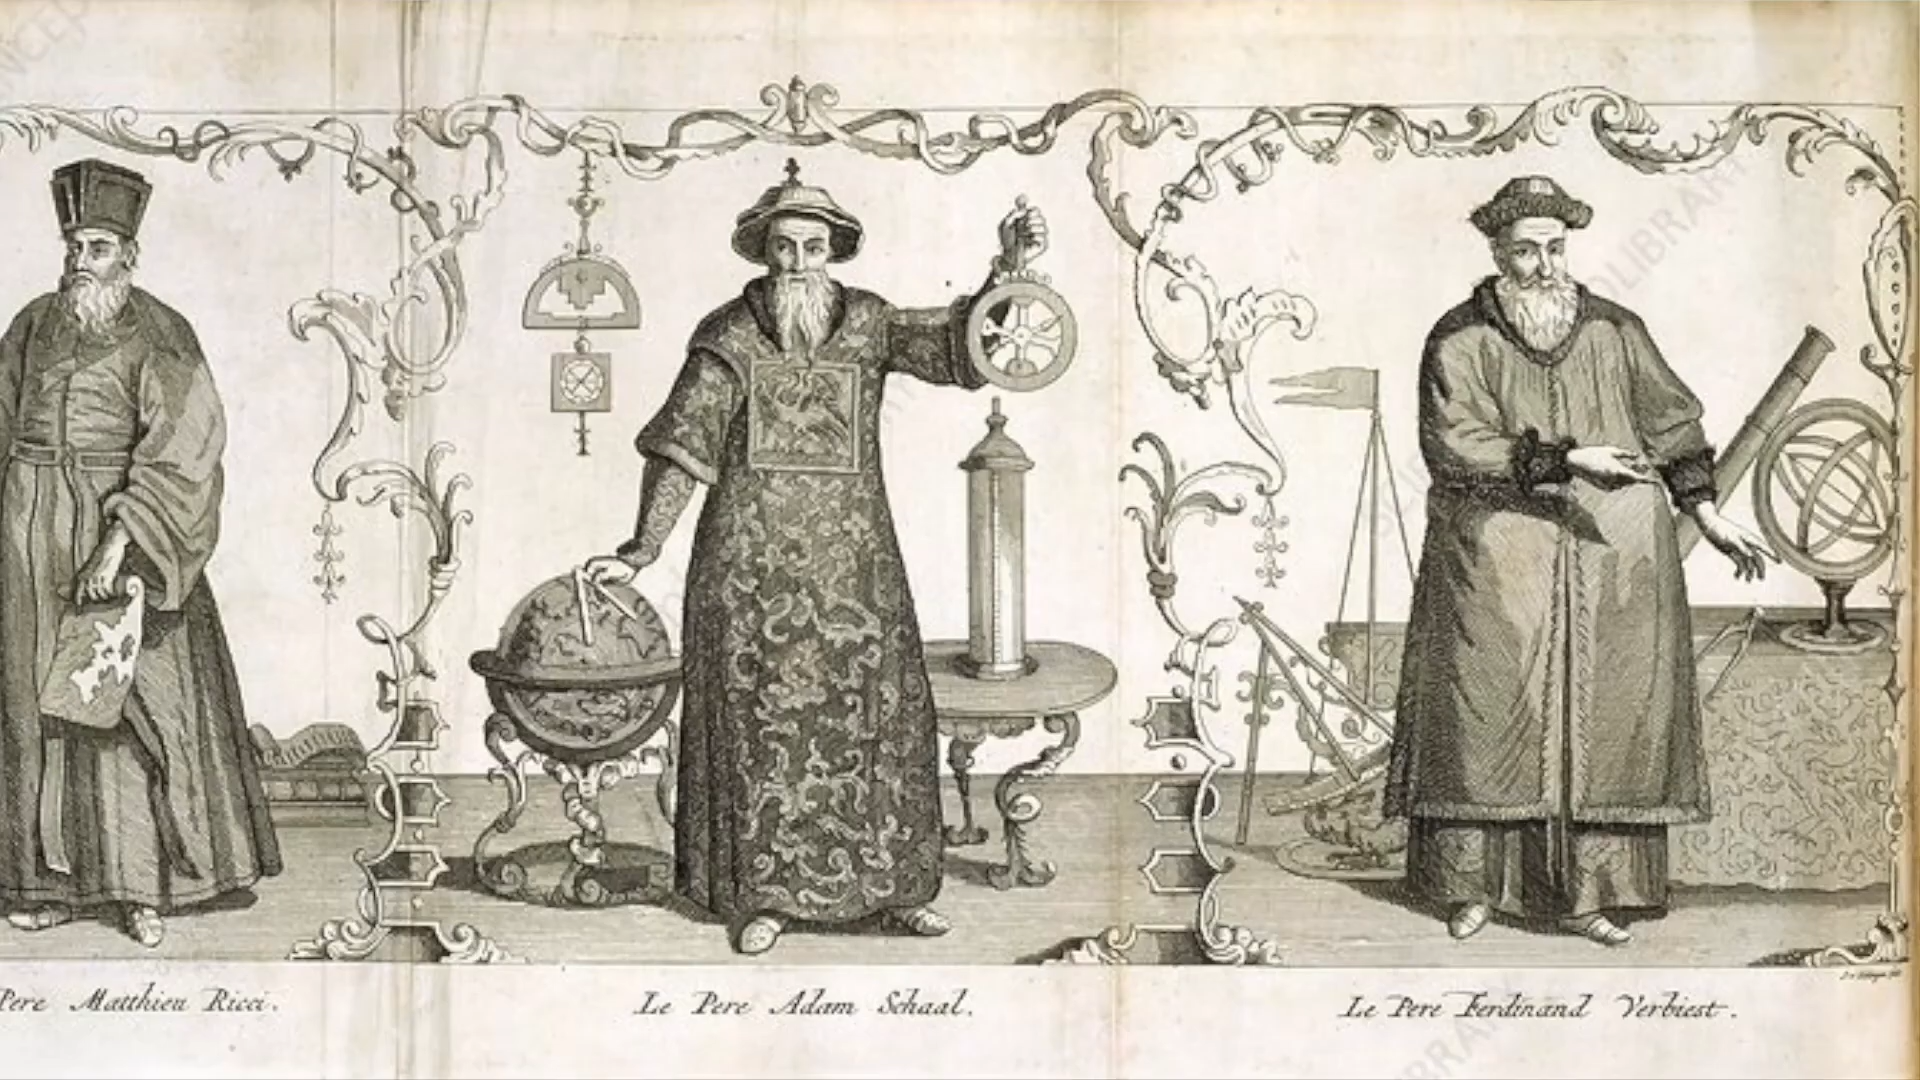 Pere Matthieu Ricci.
Le Pere Adam Schaal.
Le Pere Ferdinand Verbiest.